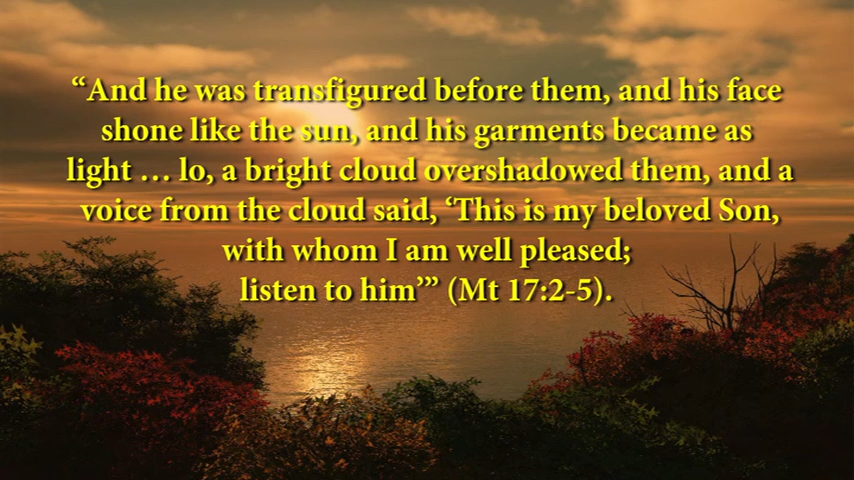 “And he was transfigured before them, and his face
shone like the sun, and his garments became as
light … lo, a bright cloud overshadowed them, and a
voice from the cloud said, ‘This is my beloved Son,
with whom I am well pleased;
listen to him’” (Mt 17:2-5).